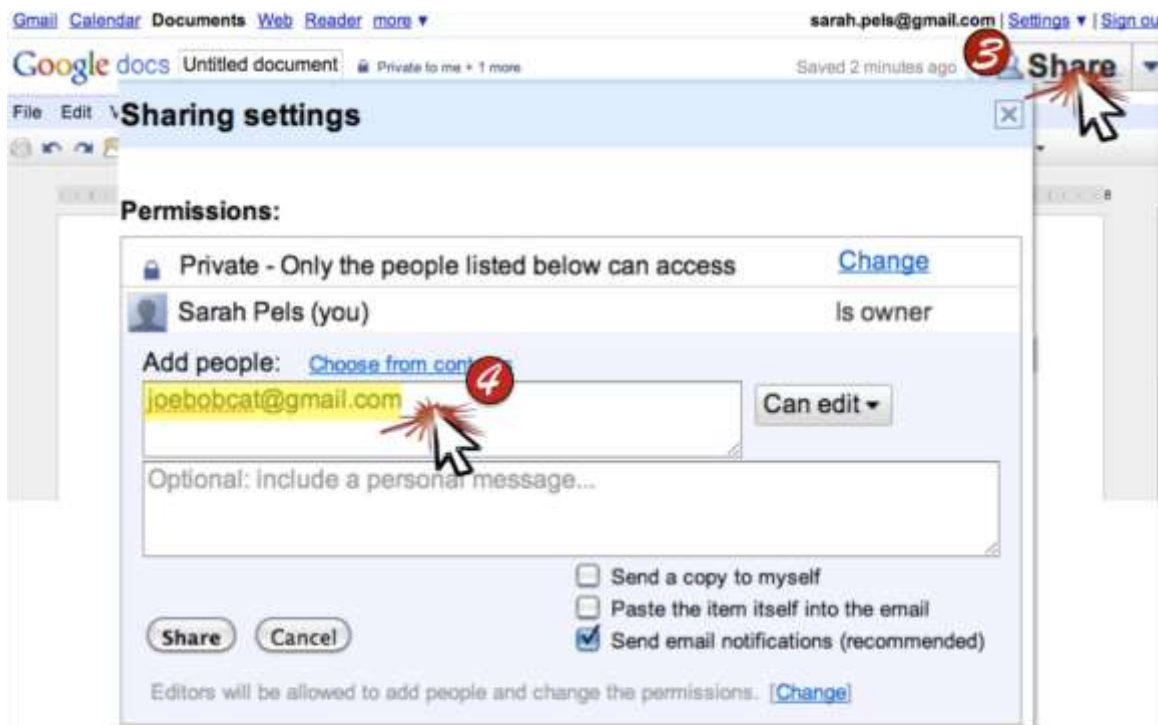 Gmail Calendar Documents Web Reader more ▼ sarah.pels@gmail.com | Settings ▼ | Sign ou
Google docs Untitled document Private to me + 1 more Saved 2 minutes ago 3 Share
File Edit
Sharing settings
8
Permissions:
Private - Only the people listed below can access Change
Sarah Pels (you) Is owner
Add people: Choose from cont
4
joebobcat@gmail.com Can edit
Optional: include a personal message...
Send a copy to myself
Paste the item itself into the email
Share Cancel Send email notifications (recommended)
Editors will be allowed to add people and change the permissions. [Change]